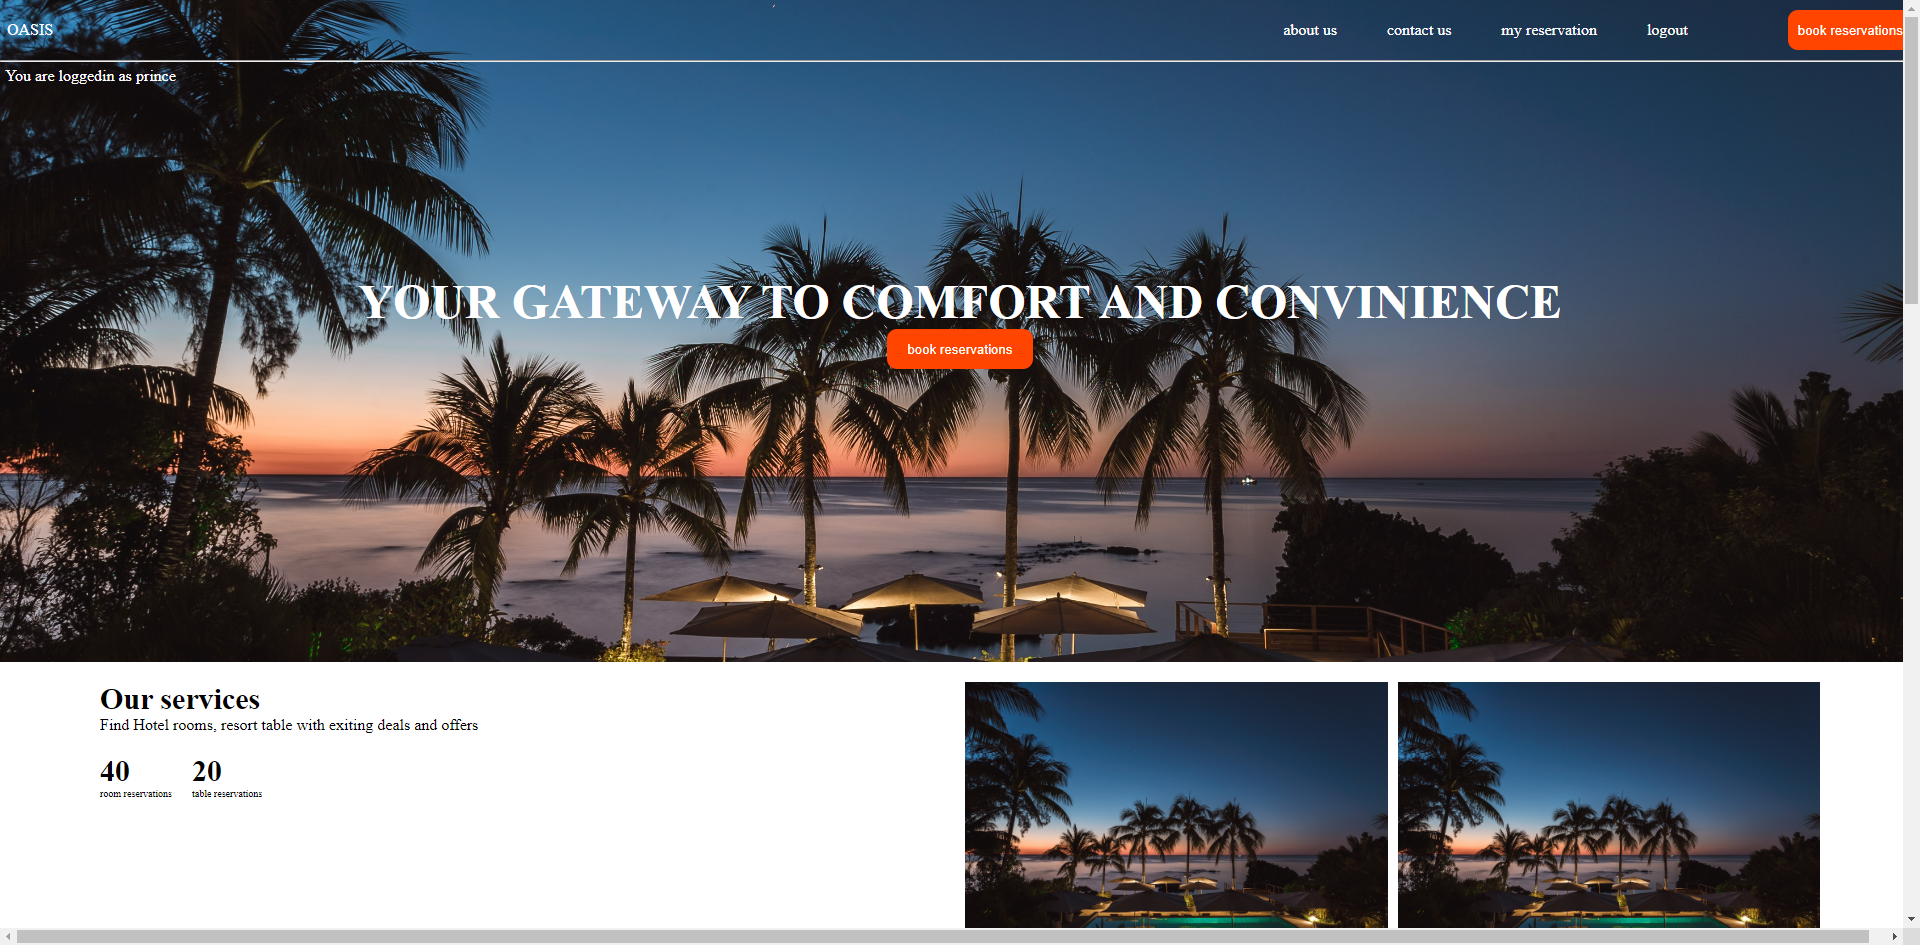 OASIS
about us
contact us
my reservation
logout
book reservations
You are loggedin as prince
YOUR GATEWAY TO COMFORT AND CONVINIENCE
book reservations
Our services
Find Hotel rooms, resort table with exiting deals and offers
40
20
room reservations
table reservations